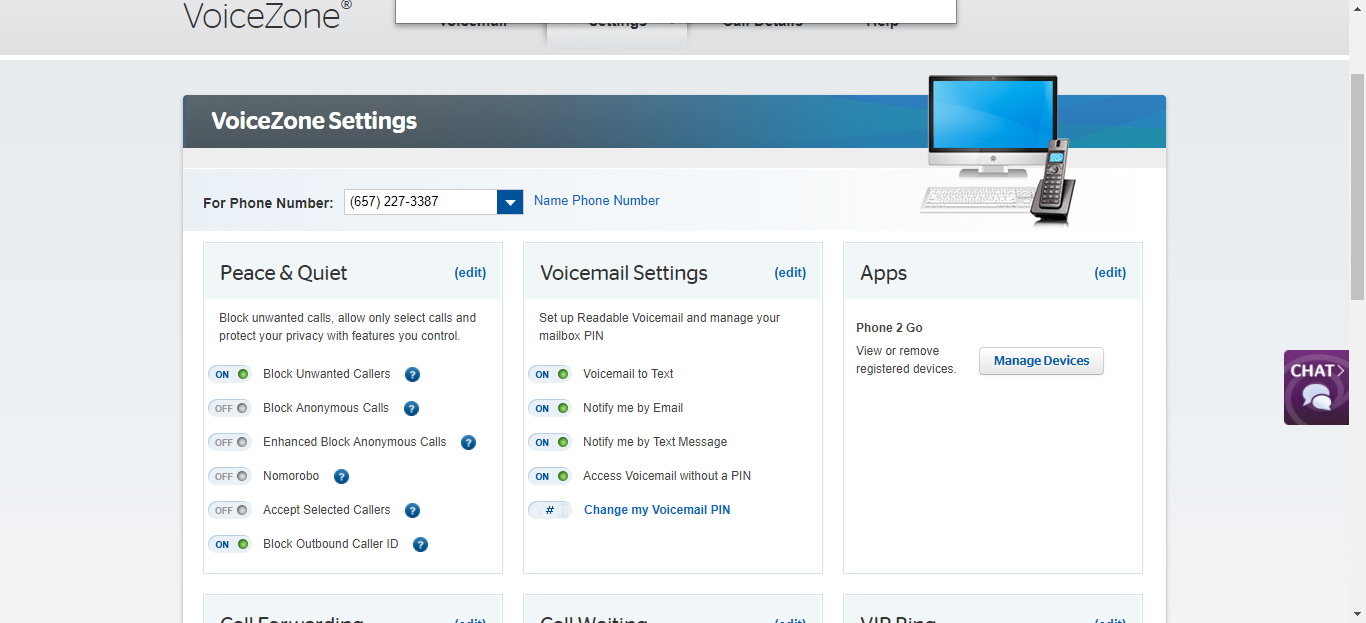 VoiceZone®
Voicemail Settings Call Details Help
VoiceZone Settings
For Phone Number: (657) 227-3387 Name Phone Number
Peace & Quiet (edit)
Block unwanted calls, allow only select calls and
protect your privacy with features you control.
ON Block Unwanted Callers ?
OFF Block Anonymous Calls ?
OFF Enhanced Block Anonymous Calls ?
OFF Nomorobo ?
OFF Accept Selected Callers ?
ON Block Outbound Caller ID ?
Voicemail Settings (edit)
Set up Readable Voicemail and manage your
mailbox PIN
ON Voicemail to Text
ON Notify me by Email
ON Notify me by Text Message
ON Access Voicemail without a PIN
# Change my Voicemail PIN
Apps (edit)
Phone 2 Go
View or remove
registered devices.
Manage Devices
CHAT>
Call Forwarding (edit)
Call Waiting (edit)
VIP Ring (edit)